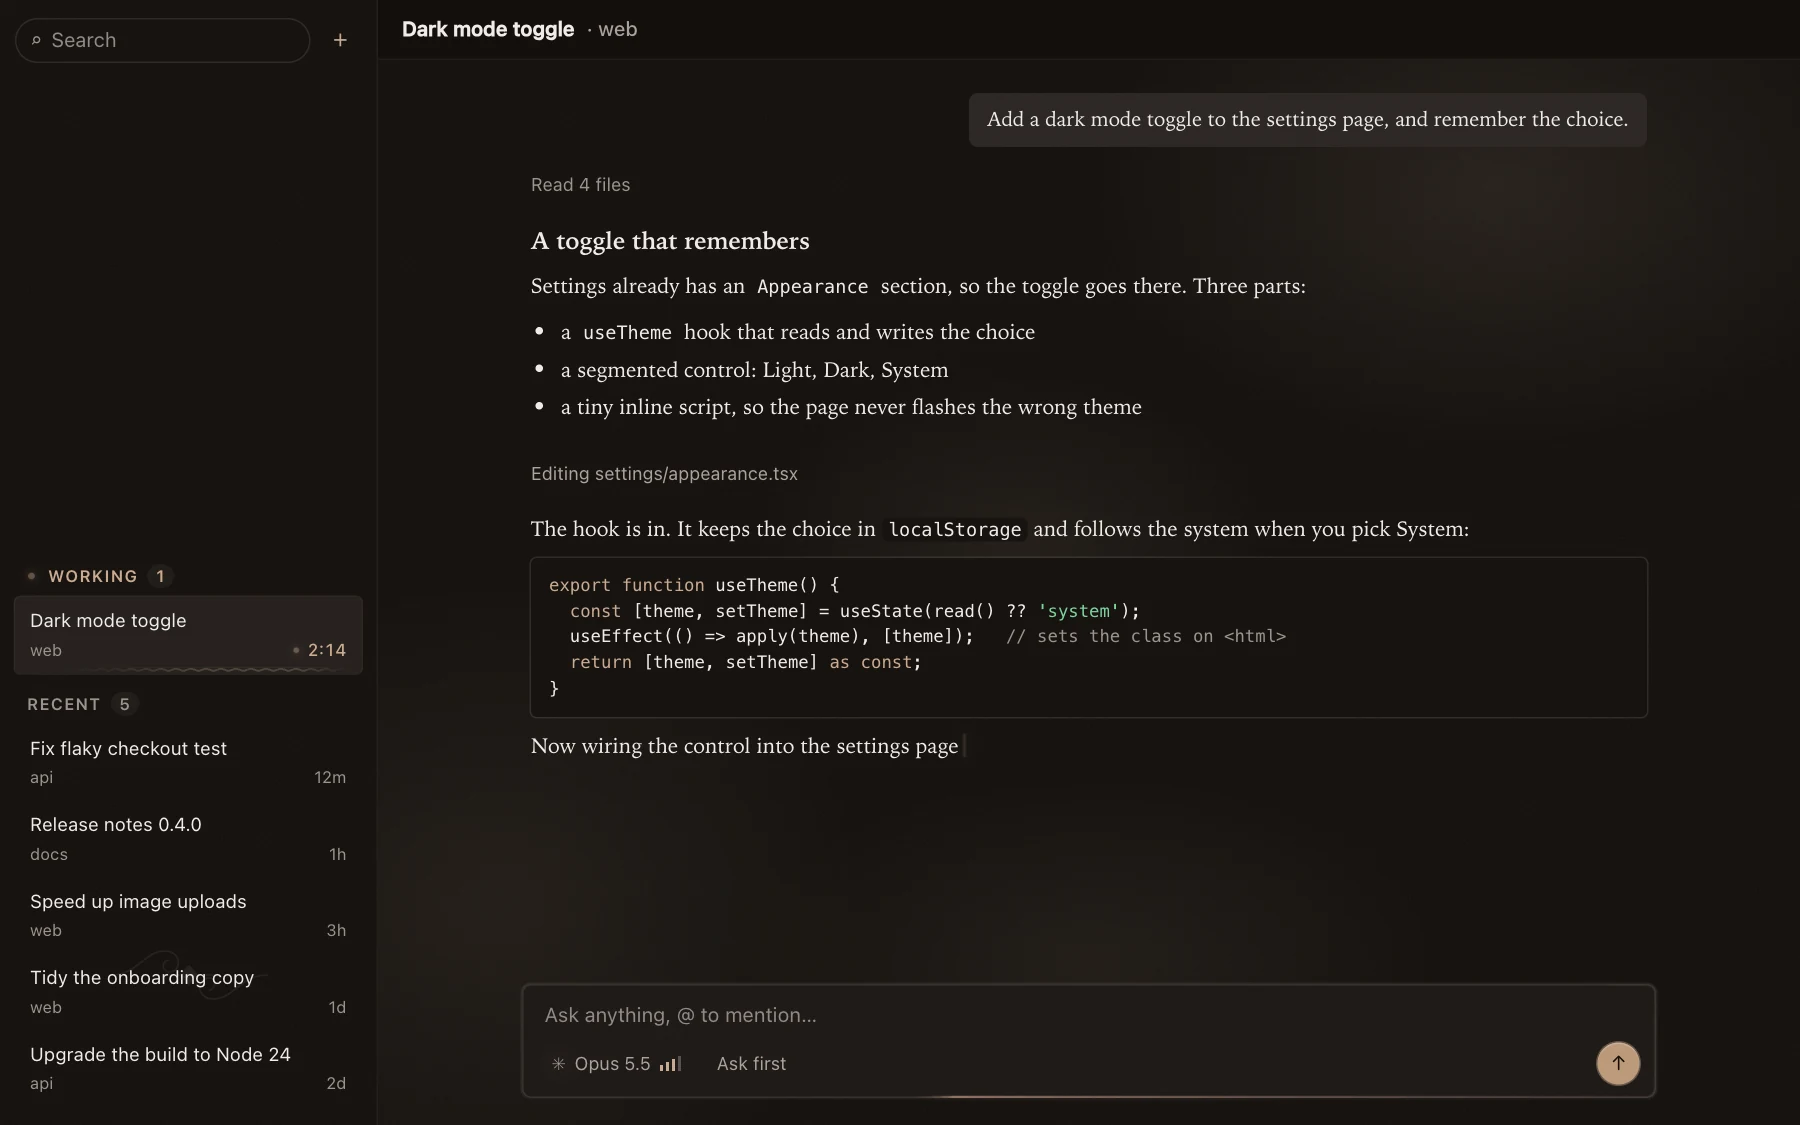 Search
+
Dark mode toggle · web
Add a dark mode toggle to the settings page, and remember the choice.
Read 4 files
A toggle that remembers
Settings already has an Appearance section, so the toggle goes there. Three parts:
• a useTheme hook that reads and writes the choice
• a segmented control: Light, Dark, System
• a tiny inline script, so the page never flashes the wrong theme
Editing settings/appearance.tsx
The hook is in. It keeps the choice in localStorage and follows the system when you pick System:
export function useTheme() {
  const [theme, setTheme] = useState(read() ?? 'system');
  useEffect(() => apply(theme), [theme]);   // sets the class on <html>
  return [theme, setTheme] as const;
}
Now wiring the control into the settings page
WORKING 1
Dark mode toggle
web 2:14
RECENT 5
Fix flaky checkout test
api 12m
Release notes 0.4.0
docs 1h
Speed up image uploads
web 3h
Tidy the onboarding copy
web 1d
Upgrade the build to Node 24
api 2d
Ask anything, @ to mention...
Opus 5.5 Ask first